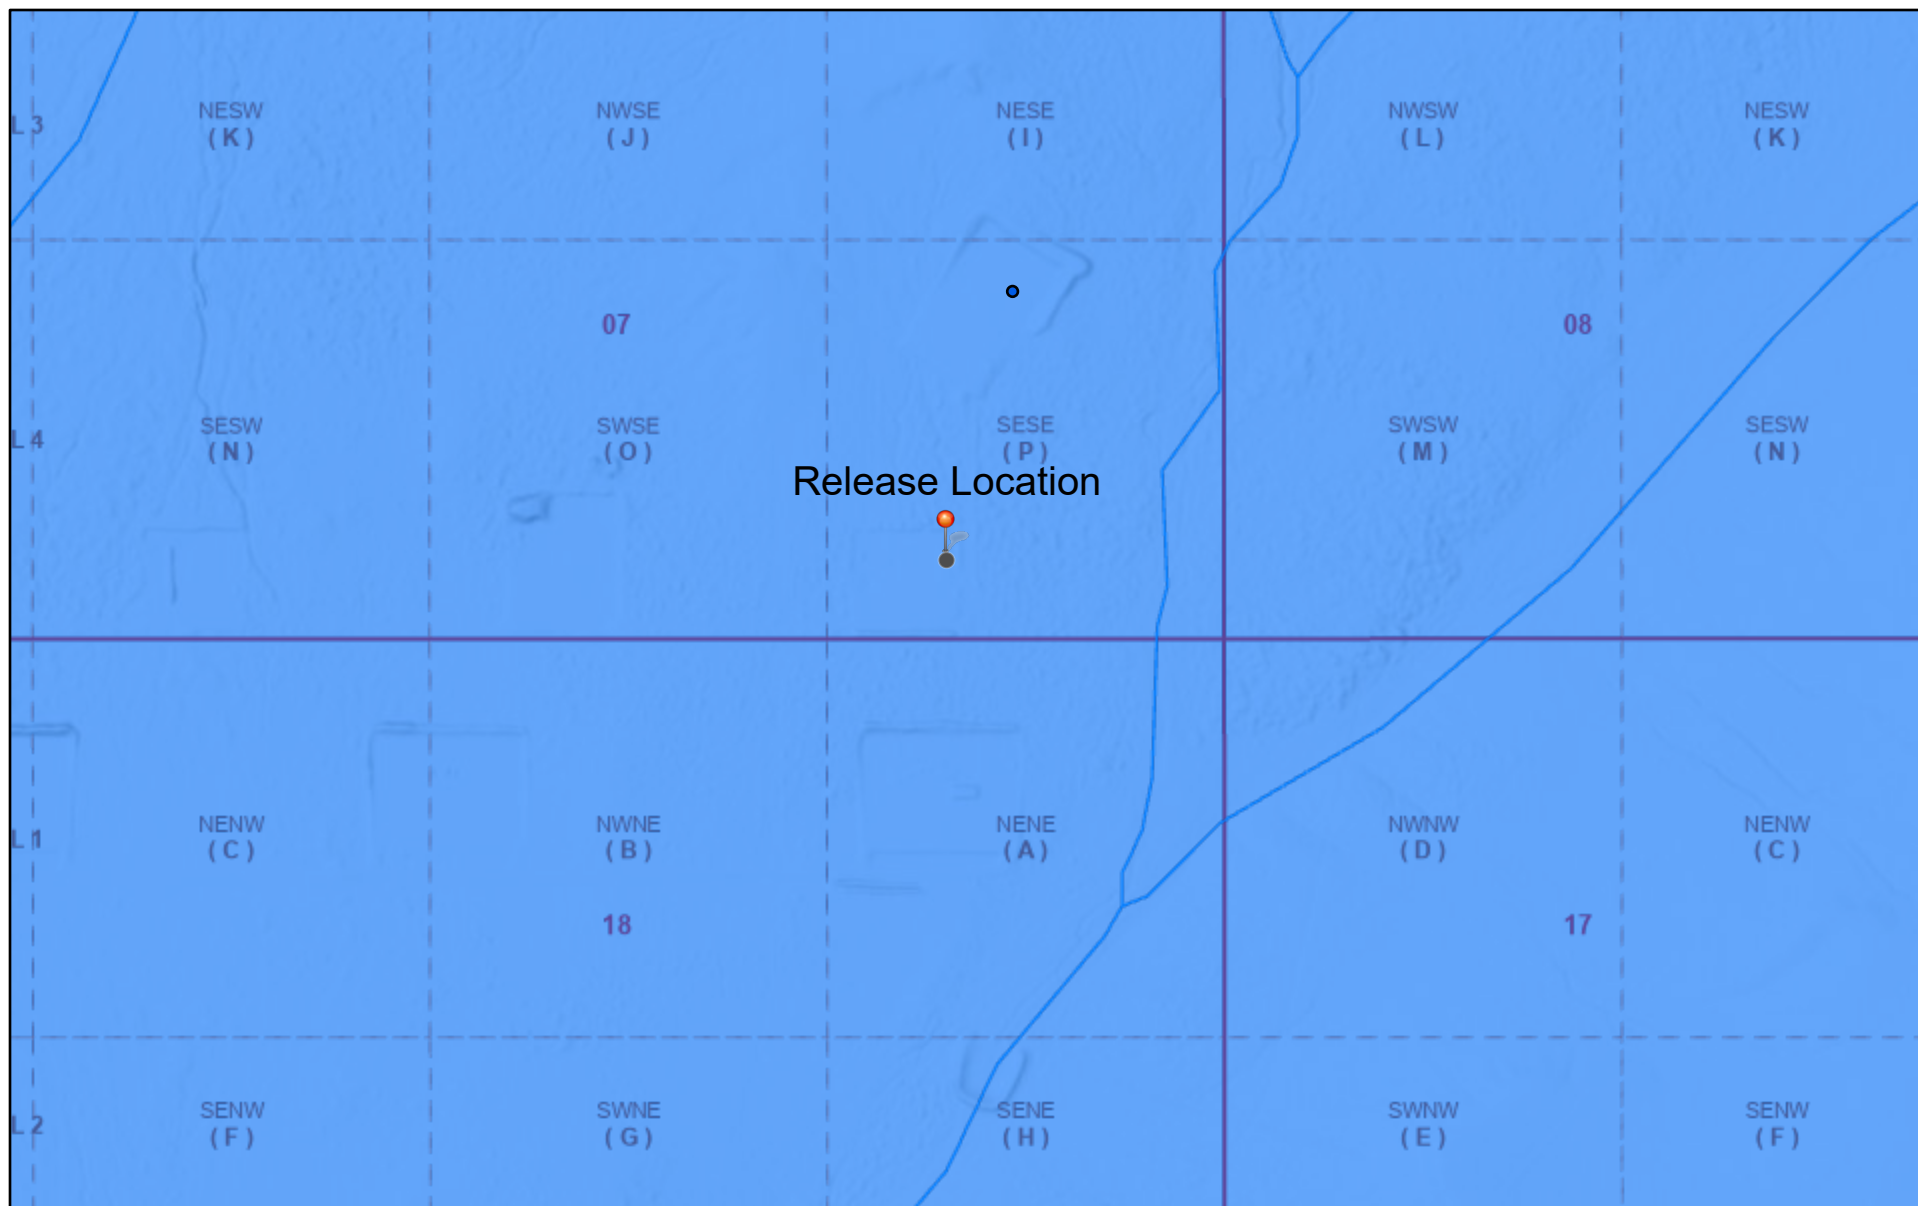 NESW
NWSE
NESE
NWSW
NESW
L 3
( K )
( J )
( I )
( L )
( K )
07
08
SESW
SWSE
SESE
SWSW
SESW
L 4
( N )
( O )
( P )
( M )
( N )
Release Location
NENW
NWNE
NENE
NWNW
NENW
L 1
( C )
( B )
( A )
( D )
( C )
18
17
SENW
SWNE
SENE
SWNW
SENW
L 2
( F )
( G )
( H )
( E )
( F )